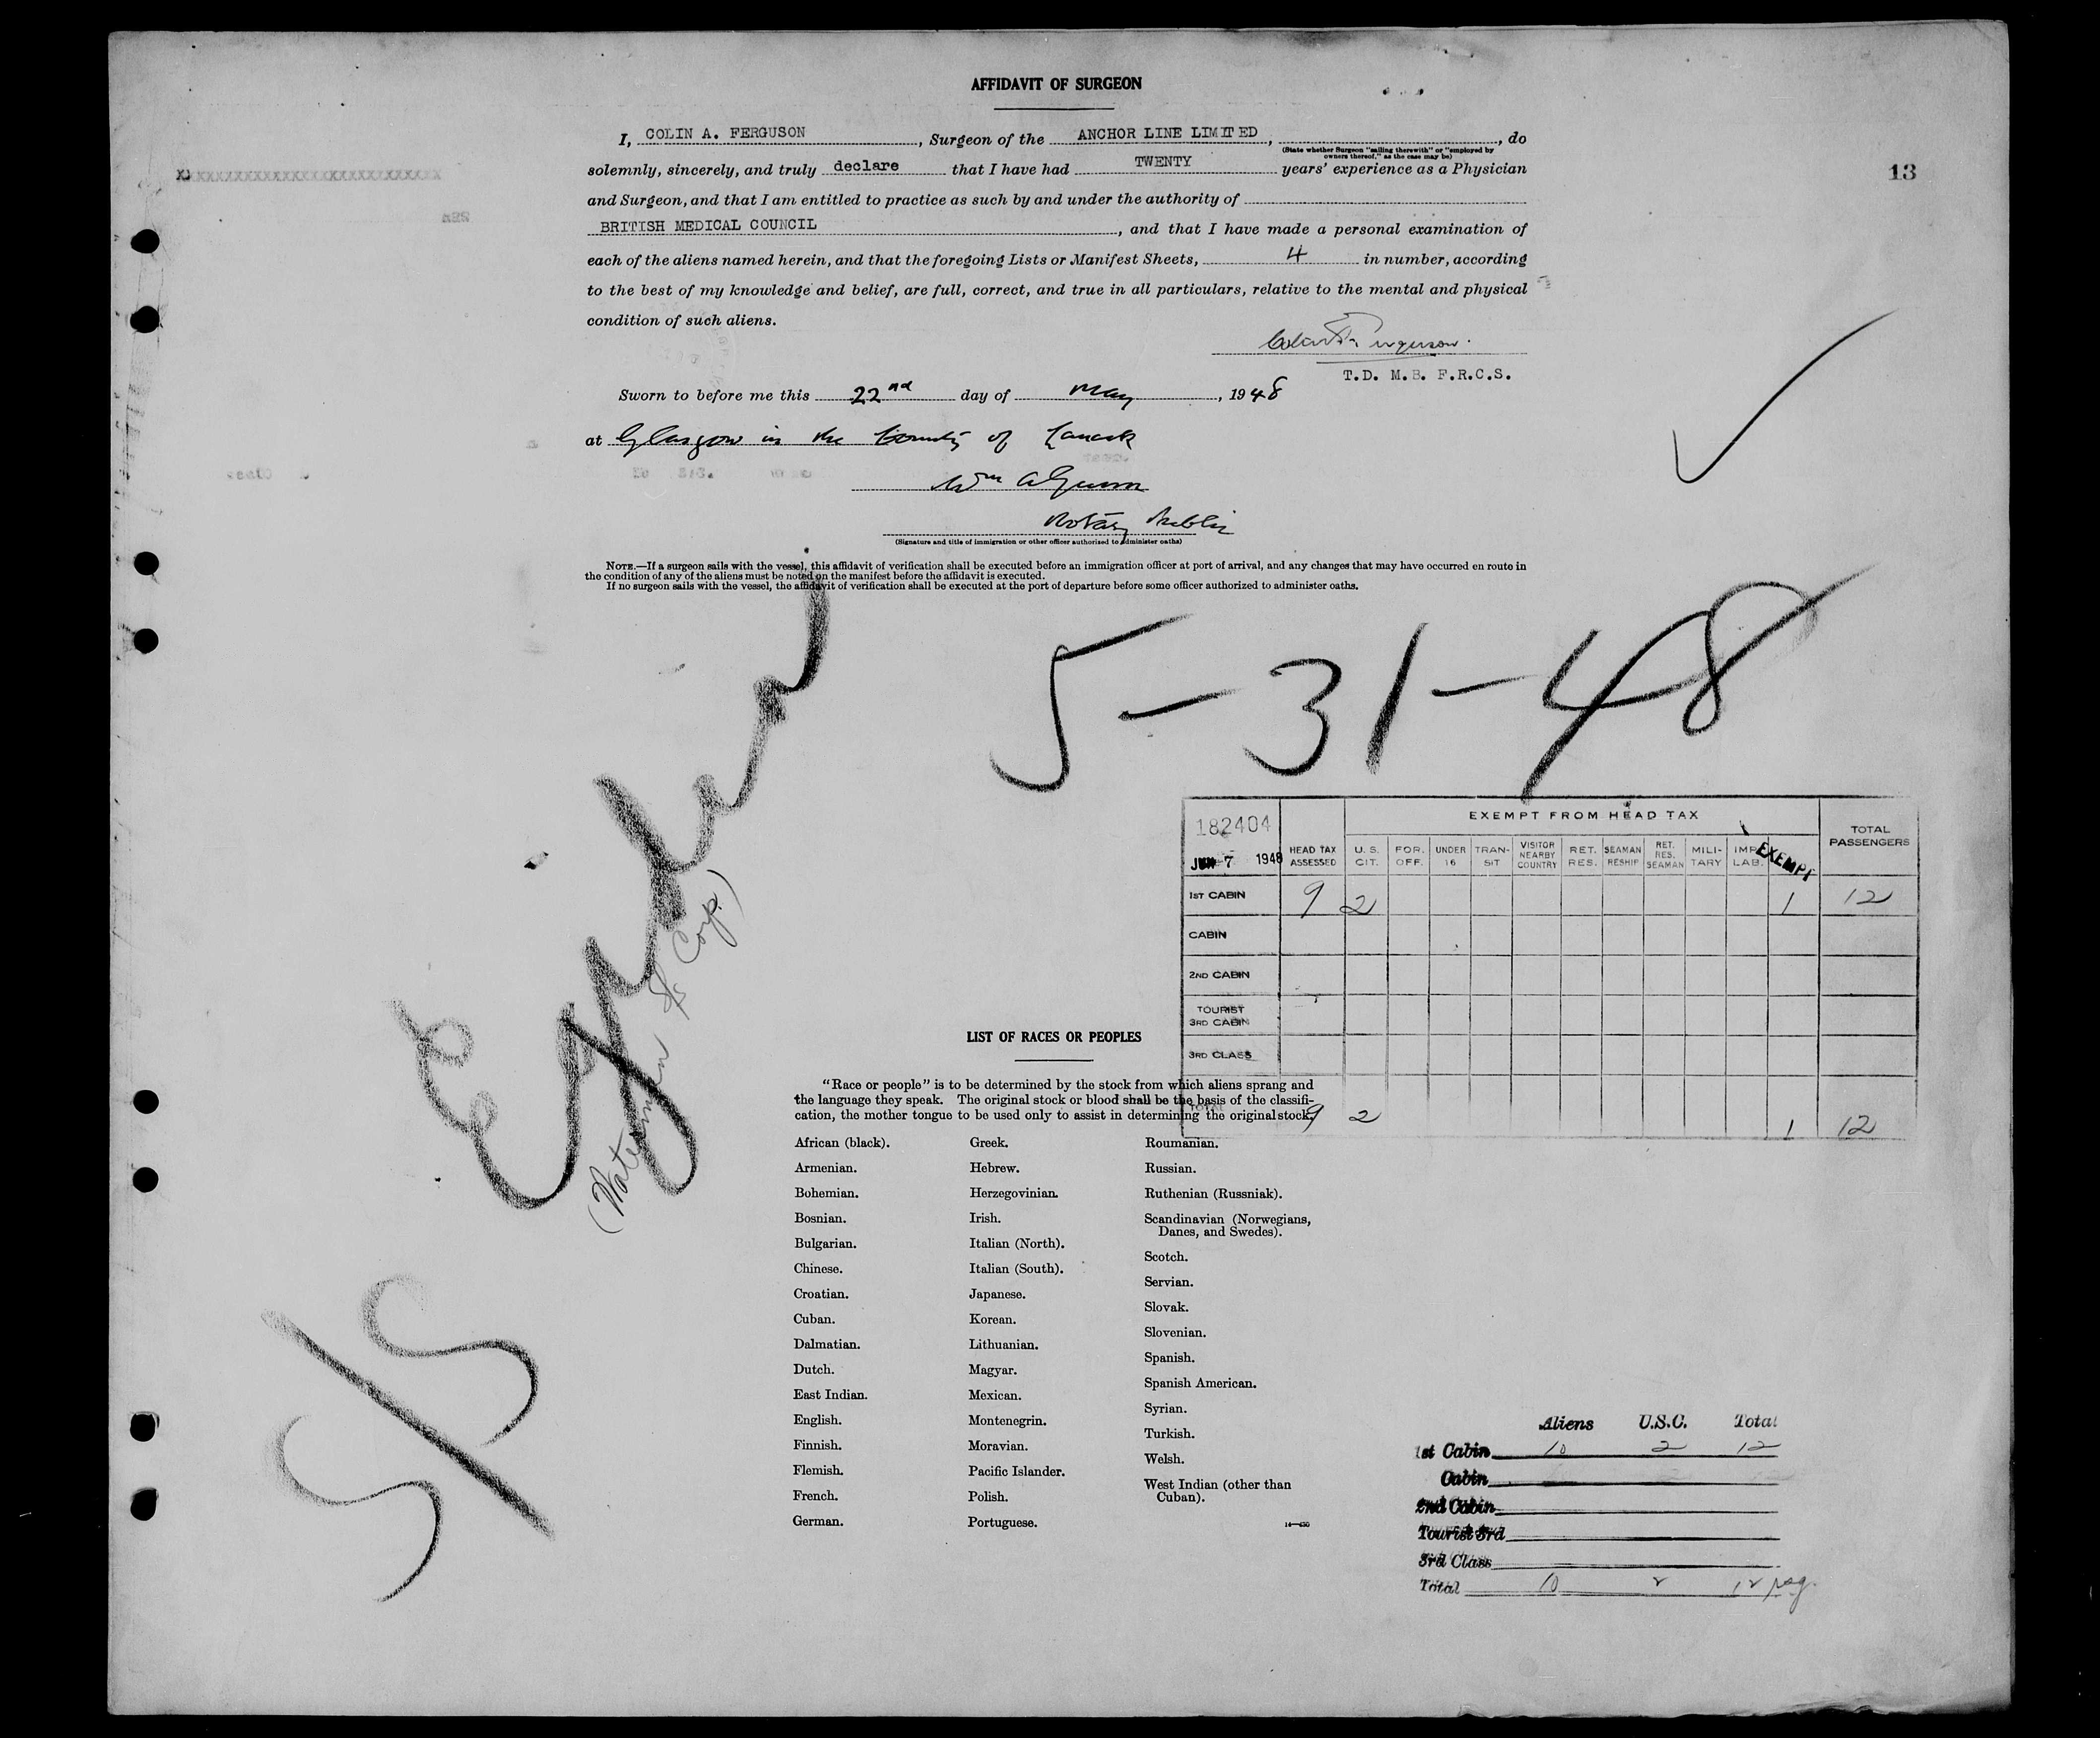 AFFIDAVIT OF SURGEON
I, COLIN A. FERGUSON, Surgeon of the ANCHOR LINE LIMITED, , do
(State whether Surgeon "sailing therewith" or "employed by
owners thereof," as the case may be)
solemnly, sincerely, and truly declare that I have had TWENTY years' experience as a Physician
13
and Surgeon, and that I am entitled to practice as such by and under the authority of
BRITISH MEDICAL COUNCIL, and that I have made a personal examination of
each of the aliens named herein, and that the foregoing Lists or Manifest Sheets, 4 in number, according
to the best of my knowledge and belief, are full, correct, and true in all particulars, relative to the mental and physical
condition of such aliens.
Colin A. Ferguson.
T.D. M.B. F.R.C.S.
Sworn to before me this 22nd day of May, 1948
at Glasgow in the County of Lanark
Wm
Notary Public
(Signature and title of immigration or other officer authorized to administer oaths)
NOTE.—If a surgeon sails with the vessel, this affidavit of verification shall be executed before an immigration officer at port of arrival, and any changes that may have occurred en route in
the condition of any of the aliens must be noted on the manifest before the affidavit is executed.
If no surgeon sails with the vessel, the affidavit of verification shall be executed at the port of departure before some officer authorized to administer oaths.
5-31-48
S/S
(Waterman SS Corp.)
182404
JUN 7 1948
HEAD TAX ASSESSED
EXEMPT FROM HEAD TAX
U. S. CIT.
FOR. OFF.
UNDER 16
TRAN-SIT
VISITOR NEARBY COUNTRY
RET. RES.
SEAMAN RESHIP
RET. RES. SEAMAN
MILI-TARY
IMP. LAB.
EXEMPT
TOTAL PASSENGERS
1ST CABIN 9 2 1 12
CABIN
2ND CABIN
TOURIST 3RD CABIN
3RD CLASS
TOTAL 9 2 1 12
LIST OF RACES OR PEOPLES
"Race or people" is to be determined by the stock from which aliens sprang and
the language they speak. The original stock or blood shall be the basis of the classifi-
cation, the mother tongue to be used only to assist in determining the original stock.
African (black).
Armenian.
Bohemian.
Bosnian.
Bulgarian.
Chinese.
Croatian.
Cuban.
Dalmatian.
Dutch.
East Indian.
English.
Finnish.
Flemish.
French.
German.
Greek.
Hebrew.
Herzegovinian.
Irish.
Italian (North).
Italian (South).
Japanese.
Korean.
Lithuanian.
Magyar.
Mexican.
Montenegrin.
Moravian.
Pacific Islander.
Polish.
Portuguese.
Roumanian.
Russian.
Ruthenian (Russniak).
Scandinavian (Norwegians,
Danes, and Swedes).
Scotch.
Servian.
Slovak.
Slovenian.
Spanish.
Spanish American.
Syrian.
Turkish.
Welsh.
West Indian (other than
Cuban).
Aliens U.S.C. Total
1st Cabin 10 2 12
Cabin
2nd Cabin
Tourist 3rd
3rd Class
Total 10 2 12